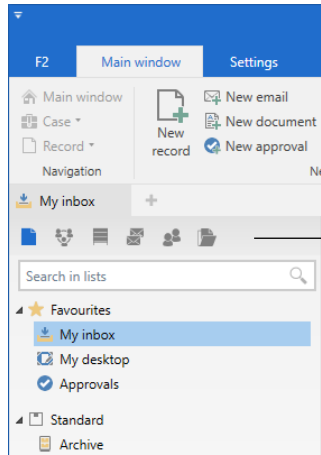 F2 Main window Settings
Main window
Case
Record
Navigation
New record
New email
New document
New approval
Ne
My inbox
Search in lists
Favourites
My inbox
My desktop
Approvals
Standard
Archive